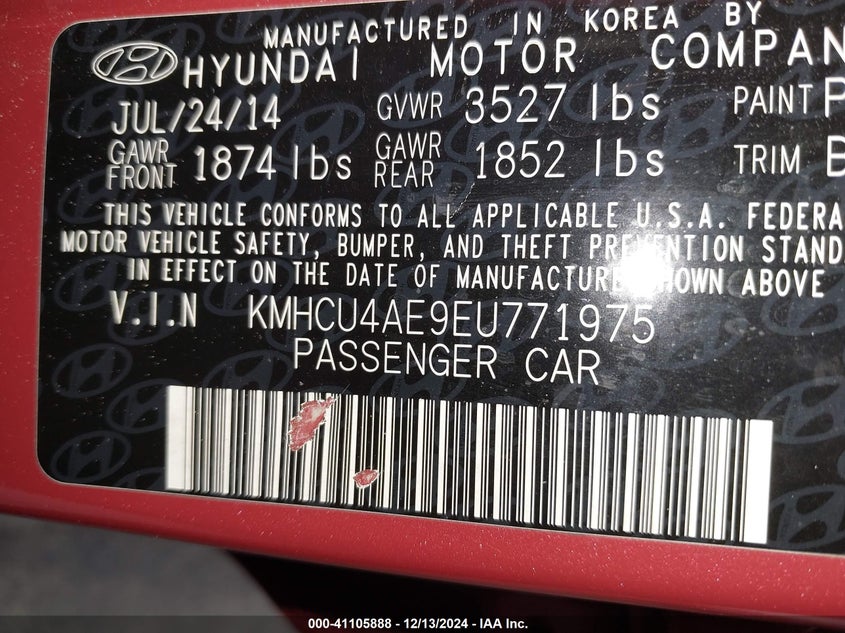 MANUFACTURED IN KOREA BY
HYUNDAI MOTOR COMPAN
JUL/24/14 GVWR 3527 lbs PAINT P
GAWR FRONT 1874 lbs GAWR REAR 1852 lbs TRIM
THIS VEHICLE CONFORMS TO ALL APPLICABLE U.S.A. FEDERA
MOTOR VEHICLE SAFETY, BUMPER, AND THEFT PREVENTION STAND
IN EFFECT ON THE DATE OF MANUFACTURE SHOWN ABOVE
V.I.N KMHCU4AE9EU771975
PASSENGER CAR
000-41105888 - 12/13/2024 - IAA Inc.